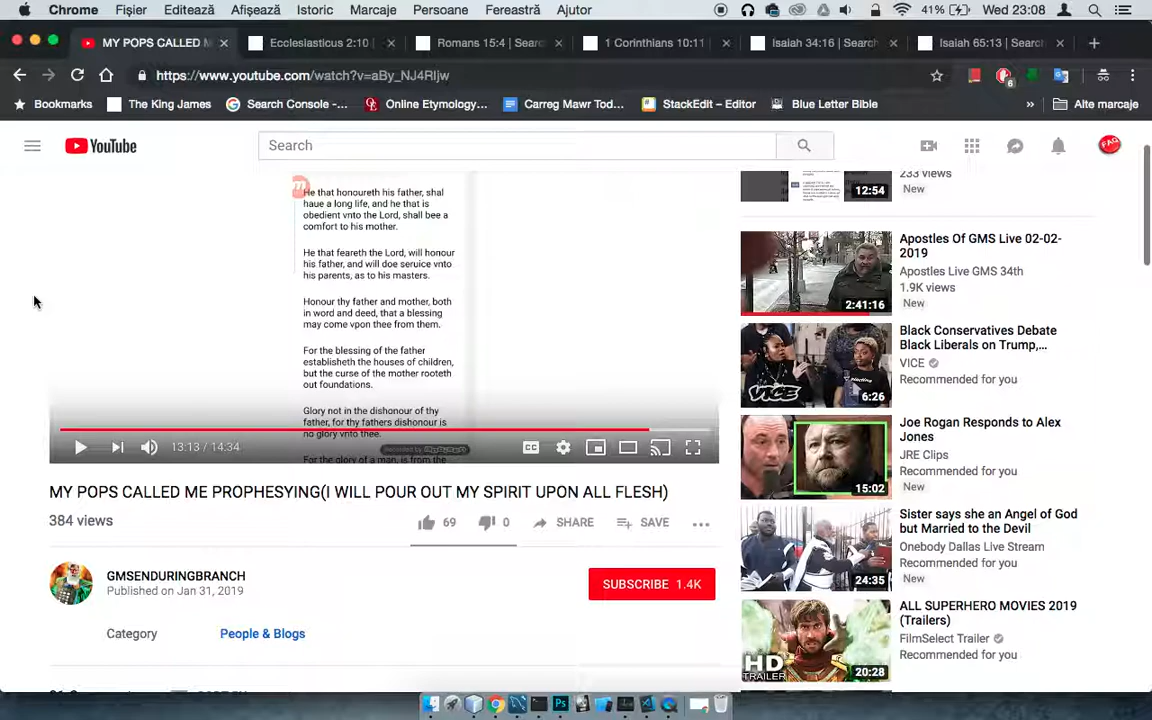 Chrome Fișier Editează Afișează Istoric Marcaje Persoane Fereastră Ajutor 41% Wed 23:08
MY POPS CALLED M Ecclesiasticus 2:10 | Romans 15:4 | Searc 1 Corinthians 10:11 | Isaiah 34:16 | Search Isaiah 65:13 | Search
https://www.youtube.com/watch?v=aBy_NJ4RIjw 6
Bookmarks The King James Search Console -... Online Etymology... Carreg Mawr Tod... StackEdit – Editor Blue Letter Bible » Alte marcaje
YouTube Search FAQ
He that honoureth his father, shal
haue a long life, and he that is
obedient vnto the Lord, shall bee a
comfort to his mother.
He that feareth the Lord, will honour
his father, and will doe seruice vnto
his parents, as to his masters.
Honour thy father and mother, both
in word and deed, that a blessing
may come vpon thee from them.
For the blessing of the father
establisheth the houses of children,
but the curse of the mother rooteth
out foundations.
Glory not in the dishonour of thy
father, for thy fathers dishonour is
no glory vnto thee.
For the glory of a man, is from the
13:13 / 14:34 CC
MY POPS CALLED ME PROPHESYING(I WILL POUR OUT MY SPIRIT UPON ALL FLESH)
384 views 69 0 SHARE SAVE
GMSENDURINGBRANCH
Published on Jan 31, 2019
SUBSCRIBE 1.4K
Category People & Blogs
233 views
New
12:54
Apostles Of GMS Live 02-02-
2019
Apostles Live GMS 34th
1.9K views
New
2:41:16
Black Conservatives Debate
Black Liberals on Trump,...
VICE
Recommended for you
VICE
6:26
Joe Rogan Responds to Alex
Jones
JRE Clips
Recommended for you
New
15:02
Sister says she an Angel of God
but Married to the Devil
Onebody Dallas Live Stream
Recommended for you
New
24:35
ALL SUPERHERO MOVIES 2019
(Trailers)
FilmSelect Trailer
Recommended for you
HD
TRAILER
20:28
Ps